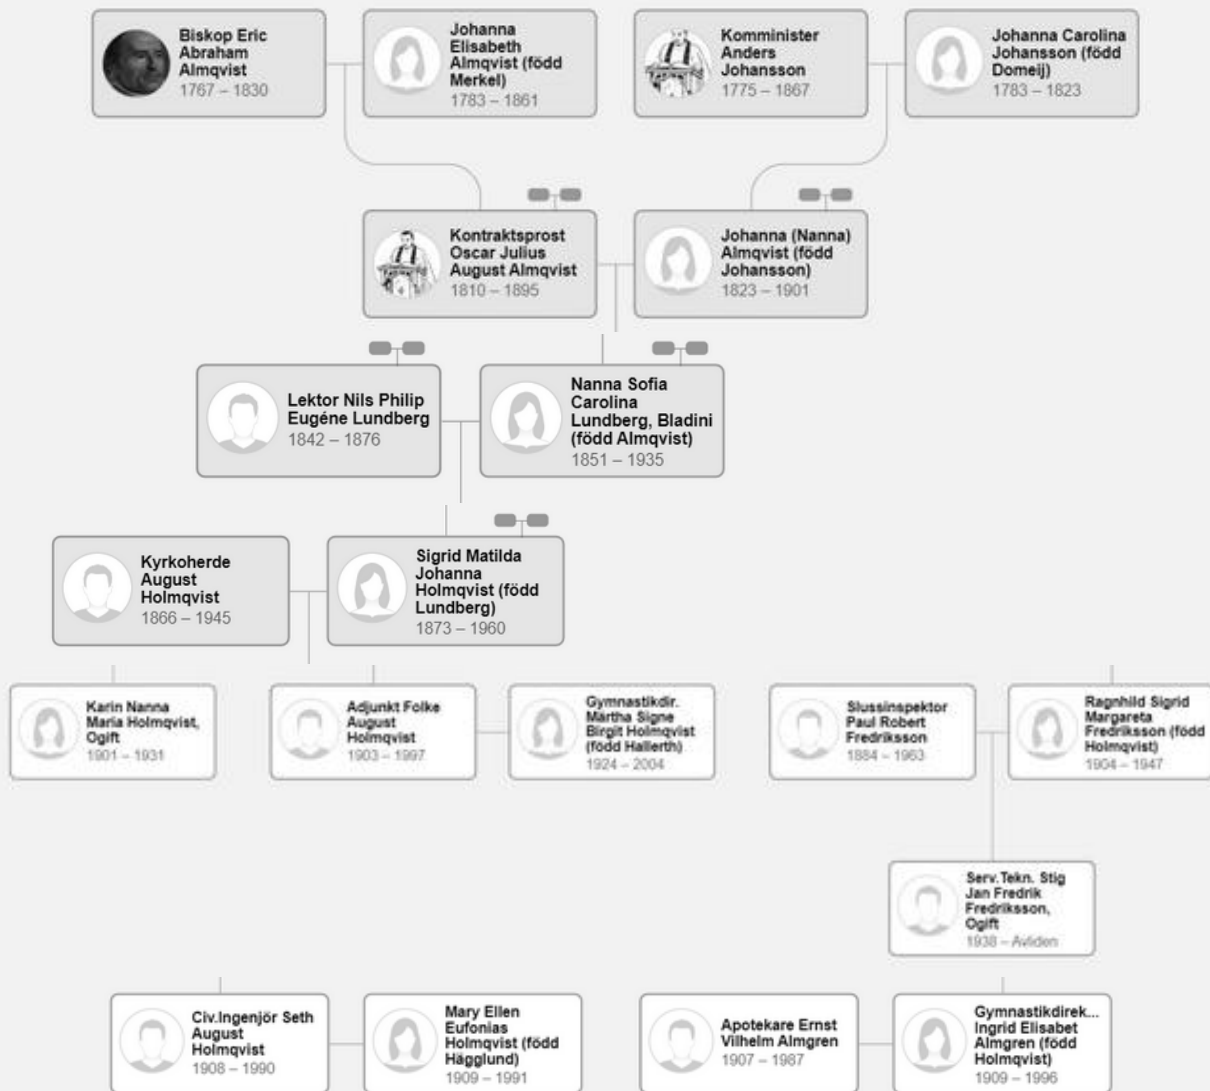 Biskop Eric
Abraham
Almqvist
1767 – 1830
Johanna
Elisabeth
Almqvist (född
Merkel)
1783 – 1861
Komminister
Anders
Johansson
1775 – 1867
Johanna Carolina
Johansson (född
Domeij)
1783 – 1823
Kontraktsprost
Oscar Julius
August Almqvist
1810 – 1895
Johanna (Nanna)
Almqvist (född
Johansson)
1823 – 1901
Lektor Nils Philip
Eugéne Lundberg
1842 – 1876
Nanna Sofia
Carolina
Lundberg, Bladini
(född Almqvist)
1851 – 1935
Kyrkoherde
August
Holmqvist
1866 – 1945
Sigrid Matilda
Johanna
Holmqvist (född
Lundberg)
1873 – 1960
Karin Nanna
Maria Holmqvist,
Ogift
1901 – 1931
Adjunkt Folke
August
Holmqvist
1903 – 1997
Gymnastikdir.
Märtha Signe
Birgit Holmqvist
(född Hallerth)
1924 – 2004
Slussinspektor
Paul Robert
Fredriksson
1884 – 1963
Ragnhild Sigrid
Margareta
Fredriksson (född
Holmqvist)
1904 – 1947
Serv.Tekn. Stig
Jan Fredrik
Fredriksson,
Ogift
1938 – Avliden
Civ.Ingenjör Seth
August
Holmqvist
1908 – 1990
Mary Ellen
Eufonias
Holmqvist (född
Hägglund)
1909 – 1991
Apotekare Ernst
Vilhelm Almgren
1907 – 1987
Gymnastikdirek...
Ingrid Elisabet
Almgren (född
Holmqvist)
1909 – 1996